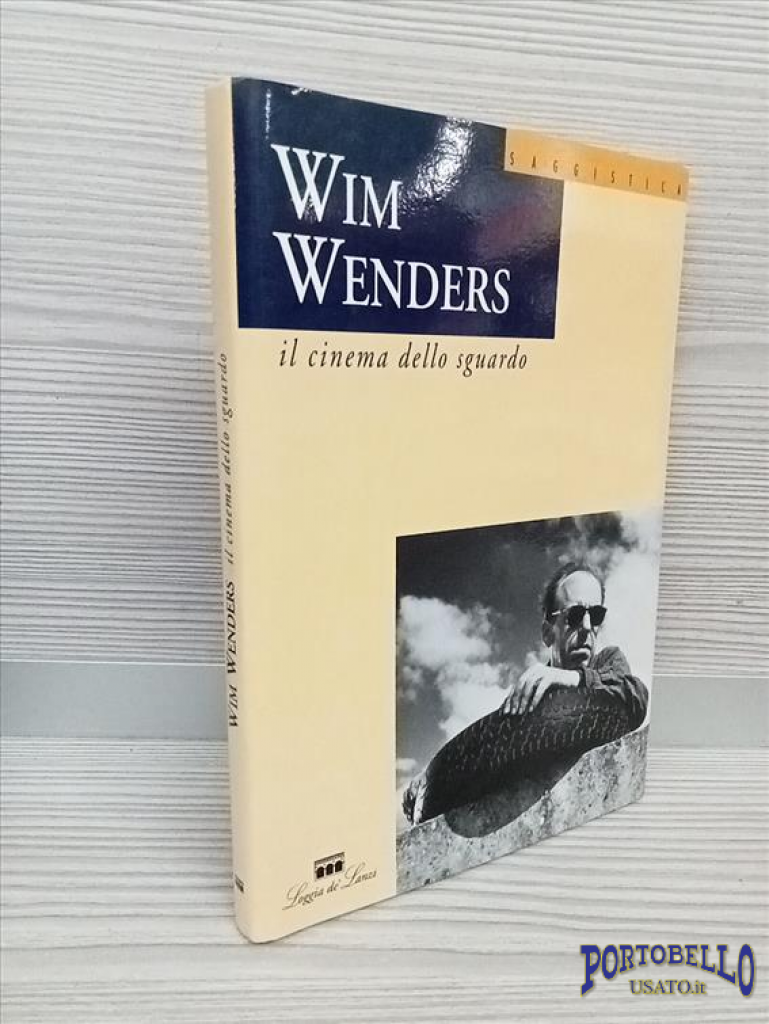 SAGGISTICA
WIM
WENDERS
il cinema dello sguardo
WIM WENDERS il cinema dello sguardo
Loggia de' Lanzi
PORTOBELLO
USATO.it